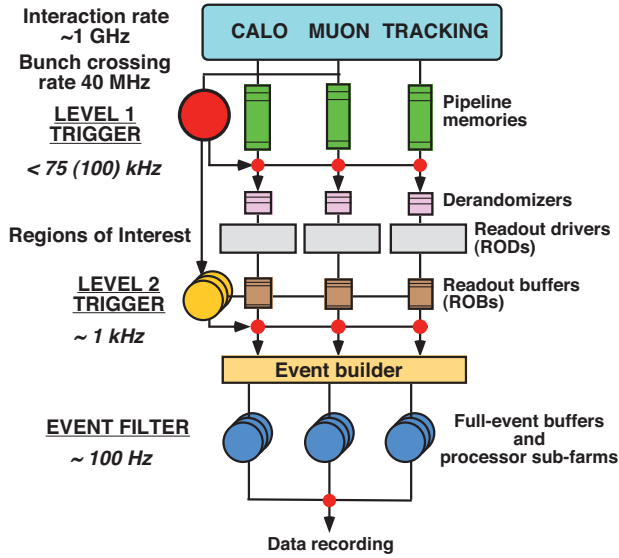 Interaction rate
~1 GHz
CALO MUON TRACKING
Bunch crossing
rate 40 MHz
LEVEL 1
TRIGGER
< 75 (100) kHz
Pipeline
memories
Derandomizers
Regions of Interest
Readout drivers
(RODs)
LEVEL 2
TRIGGER
~ 1 kHz
Readout buffers
(ROBs)
Event builder
EVENT FILTER
~ 100 Hz
Full-event buffers
and
processor sub-farms
Data recording